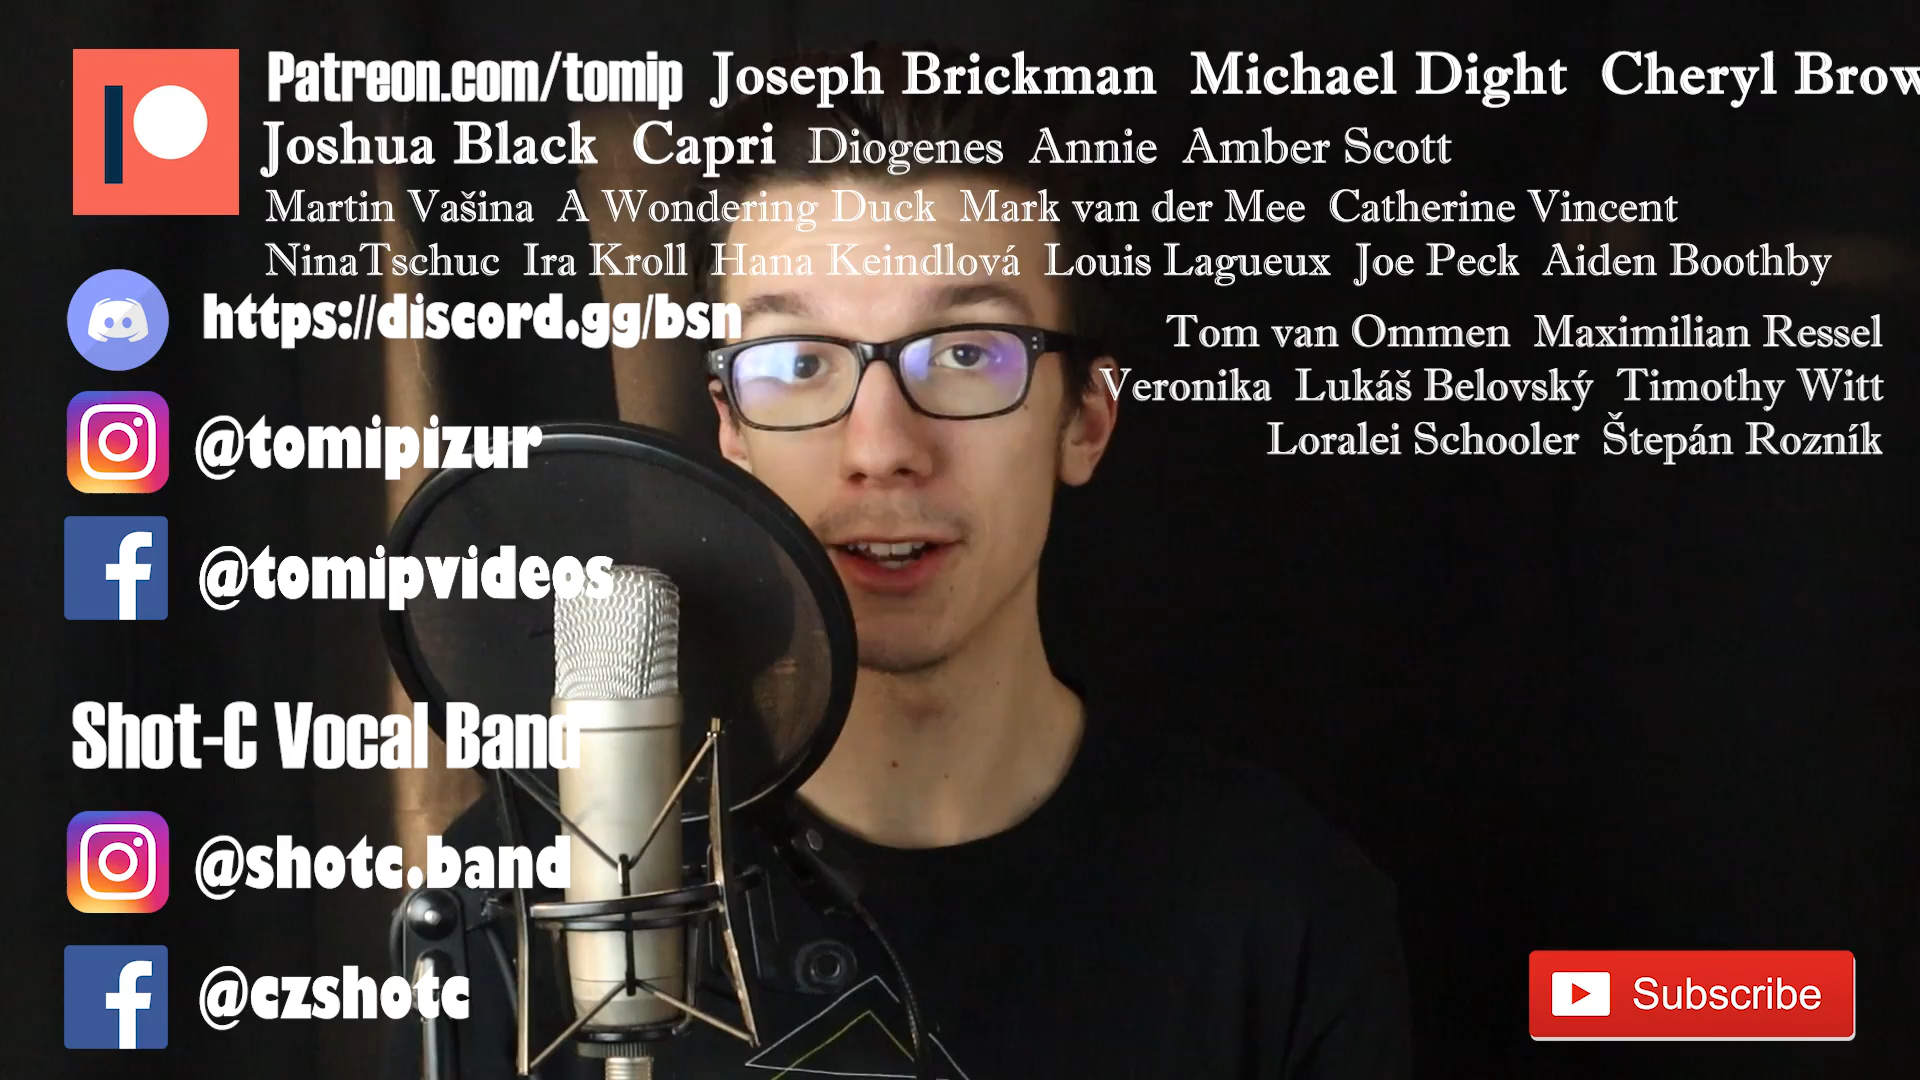 Patreon.com/tomip Joseph Brickman Michael Dight Cheryl Brow
Joshua Black Capri Diogenes Annie Amber Scott
Martin Vašina A Wondering Duck Mark van der Mee Catherine Vincent
NinaTschuc Ira Kroll Hana Keindlová Louis Lagueux Joe Peck Aiden Boothby
https://discord.gg/bsn
Tom van Ommen Maximilian Ressel
Veronika Lukáš Belovský Timothy Witt
Loralei Schooler Štepán Rozník
@tomipizur
@tomipvideos
Shot-C Vocal Band
@shotc.band
@czshotc
Subscribe